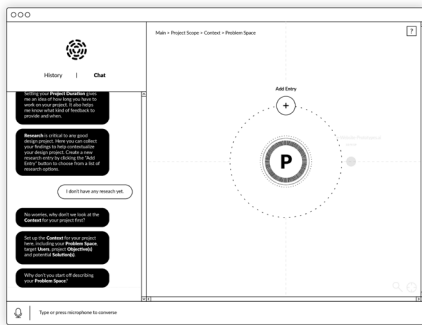 Main > Project Scope > Context > Problem Space
?
History | Chat
Setting your Project Duration gives
me an idea of how long you have to
work on your project. It also helps
me know what kind of feedback to
provide and when.
Research is critical to any good
design project. Here you can collect
your findings to help contextualize
your design project. Create a new
research entry by clicking the "Add
Entry" button to choose from a list of
research options.
I don't have any research yet.
No worries, why don't we look at the
Context for your project first?
Set up the Context for your project
here, including your Problem Space,
target Users, project Objective(s)
and potential Solution(s).
Why don't you start off describing
your Problem Space?
Add Entry
+
P
Type or press microphone to converse